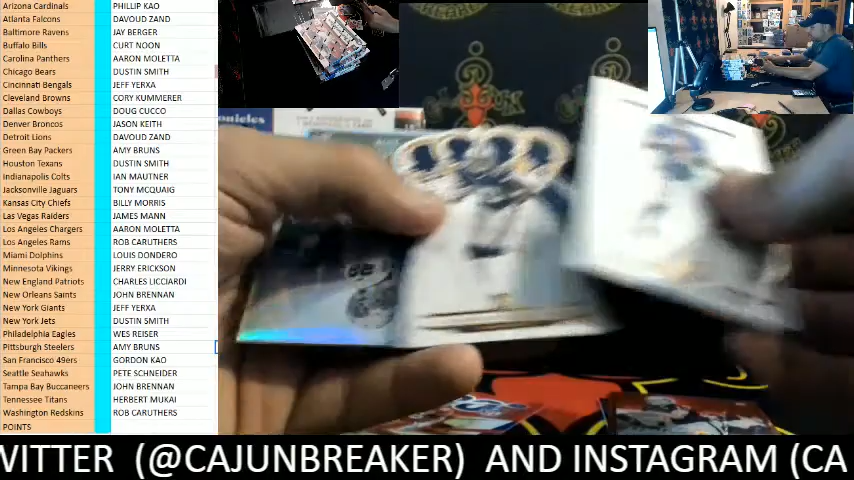 Arizona Cardinals PHILLIP KAO
Atlanta Falcons DAVOUD ZAND
Baltimore Ravens JAY BERGER
Buffalo Bills CURT NOON
Carolina Panthers AARON MOLETTA
Chicago Bears DUSTIN SMITH
Cincinnati Bengals JEFF YERXA
Cleveland Browns CORY KUMMERER
Dallas Cowboys DOUG CUCCO
Denver Broncos JASON KEITH
Detroit Lions DAVOUD ZAND
Green Bay Packers AMY BRUNS
Houston Texans DUSTIN SMITH
Indianapolis Colts IAN MAUTNER
Jacksonville Jaguars TONY MCQUAIG
Kansas City Chiefs BILLY MORRIS
Las Vegas Raiders JAMES MANN
Los Angeles Chargers AARON MOLETTA
Los Angeles Rams ROB CARUTHERS
Miami Dolphins LOUIS DONDERO
Minnesota Vikings JERRY ERICKSON
New England Patriots CHARLES LICCIARDI
New Orleans Saints JOHN BRENNAN
New York Giants JEFF YERXA
New York Jets DUSTIN SMITH
Philadelphia Eagles WES REISER
Pittsburgh Steelers AMY BRUNS
San Francisco 49ers GORDON KAO
Seattle Seahawks PETE SCHNEIDER
Tampa Bay Buccaneers JOHN BRENNAN
Tennessee Titans HERBERT MUKAI
Washington Redskins ROB CARUTHERS
POINTS
WITTER (@CAJUNBREAKER) AND INSTAGRAM (CA